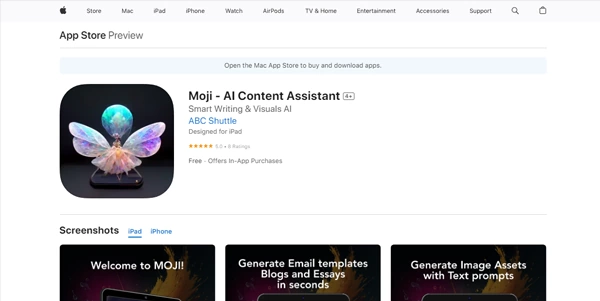 Store Mac iPad iPhone Watch AirPods TV & Home Entertainment Accessories Support
App Store Preview
Open the Mac App Store to buy and download apps.
Moji - AI Content Assistant 4+
Smart Writing & Visuals AI
ABC Shuttle
Designed for iPad
★★★★★ 5.0 • 6 Ratings
Free · Offers In-App Purchases
Screenshots iPad iPhone
Welcome to MOJI!
Generate Email templates
Blogs and Essays
in seconds
Generate Image Assets
with Text prompts